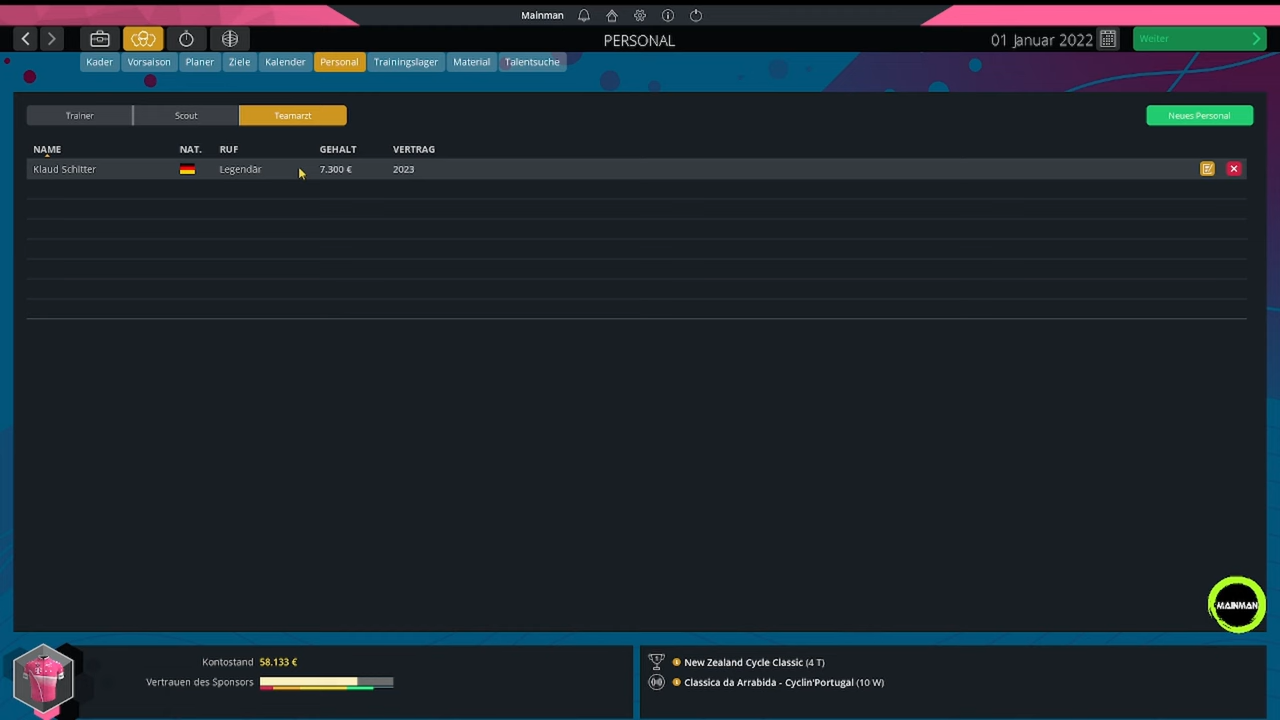 Mainman
PERSONAL
01 Januar 2022
Weiter
Kader
Vorsaison
Planer
Ziele
Kalender
Personal
Trainingslager
Material
Talentsuche
Trainer
Scout
Teamarzt
Neues Personal
NAME NAT. RUF GEHALT VERTRAG
Klaud Schitter Legendär 7.300 € 2023
MAINMAN
Kontostand 58.133 €
Vertrauen des Sponsors
New Zealand Cycle Classic (4 T)
Classica da Arrabida - Cyclin'Portugal (10 W)